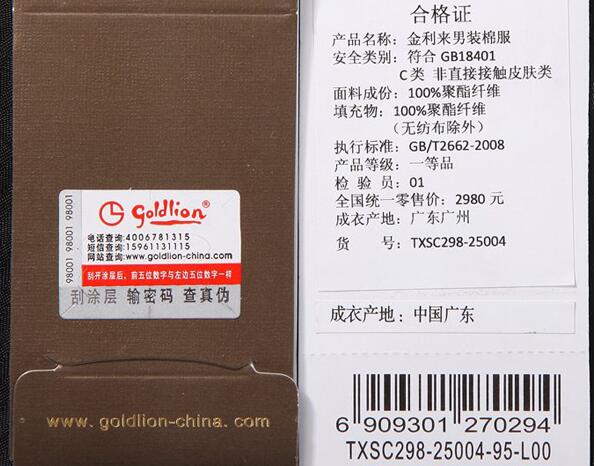 98001 98001 98001
goldlion®
电话查询:4006781315
短信查询:15961131115
网站查询:www.goldlion-china.com
刮开涂层后，前五位数字与左边五位数字一样
刮涂层 输密码 查真伪
www.goldlion-china.com
合格证
产品名称：金利来男装棉服
安全类别：符合 GB18401
C类 非直接接触皮肤类
面料成份：100%聚酯纤维
填充物：100%聚酯纤维
（无纺布除外）
执行标准：GB/T2662-2008
产品等级：一等品
检 验 员：01
全国统一零售价：2980 元
成衣产地：广东广州
货 号：TXSC298-25004
成衣产地：中国广东
6 909301 270294
TXSC298-25004-95-L00